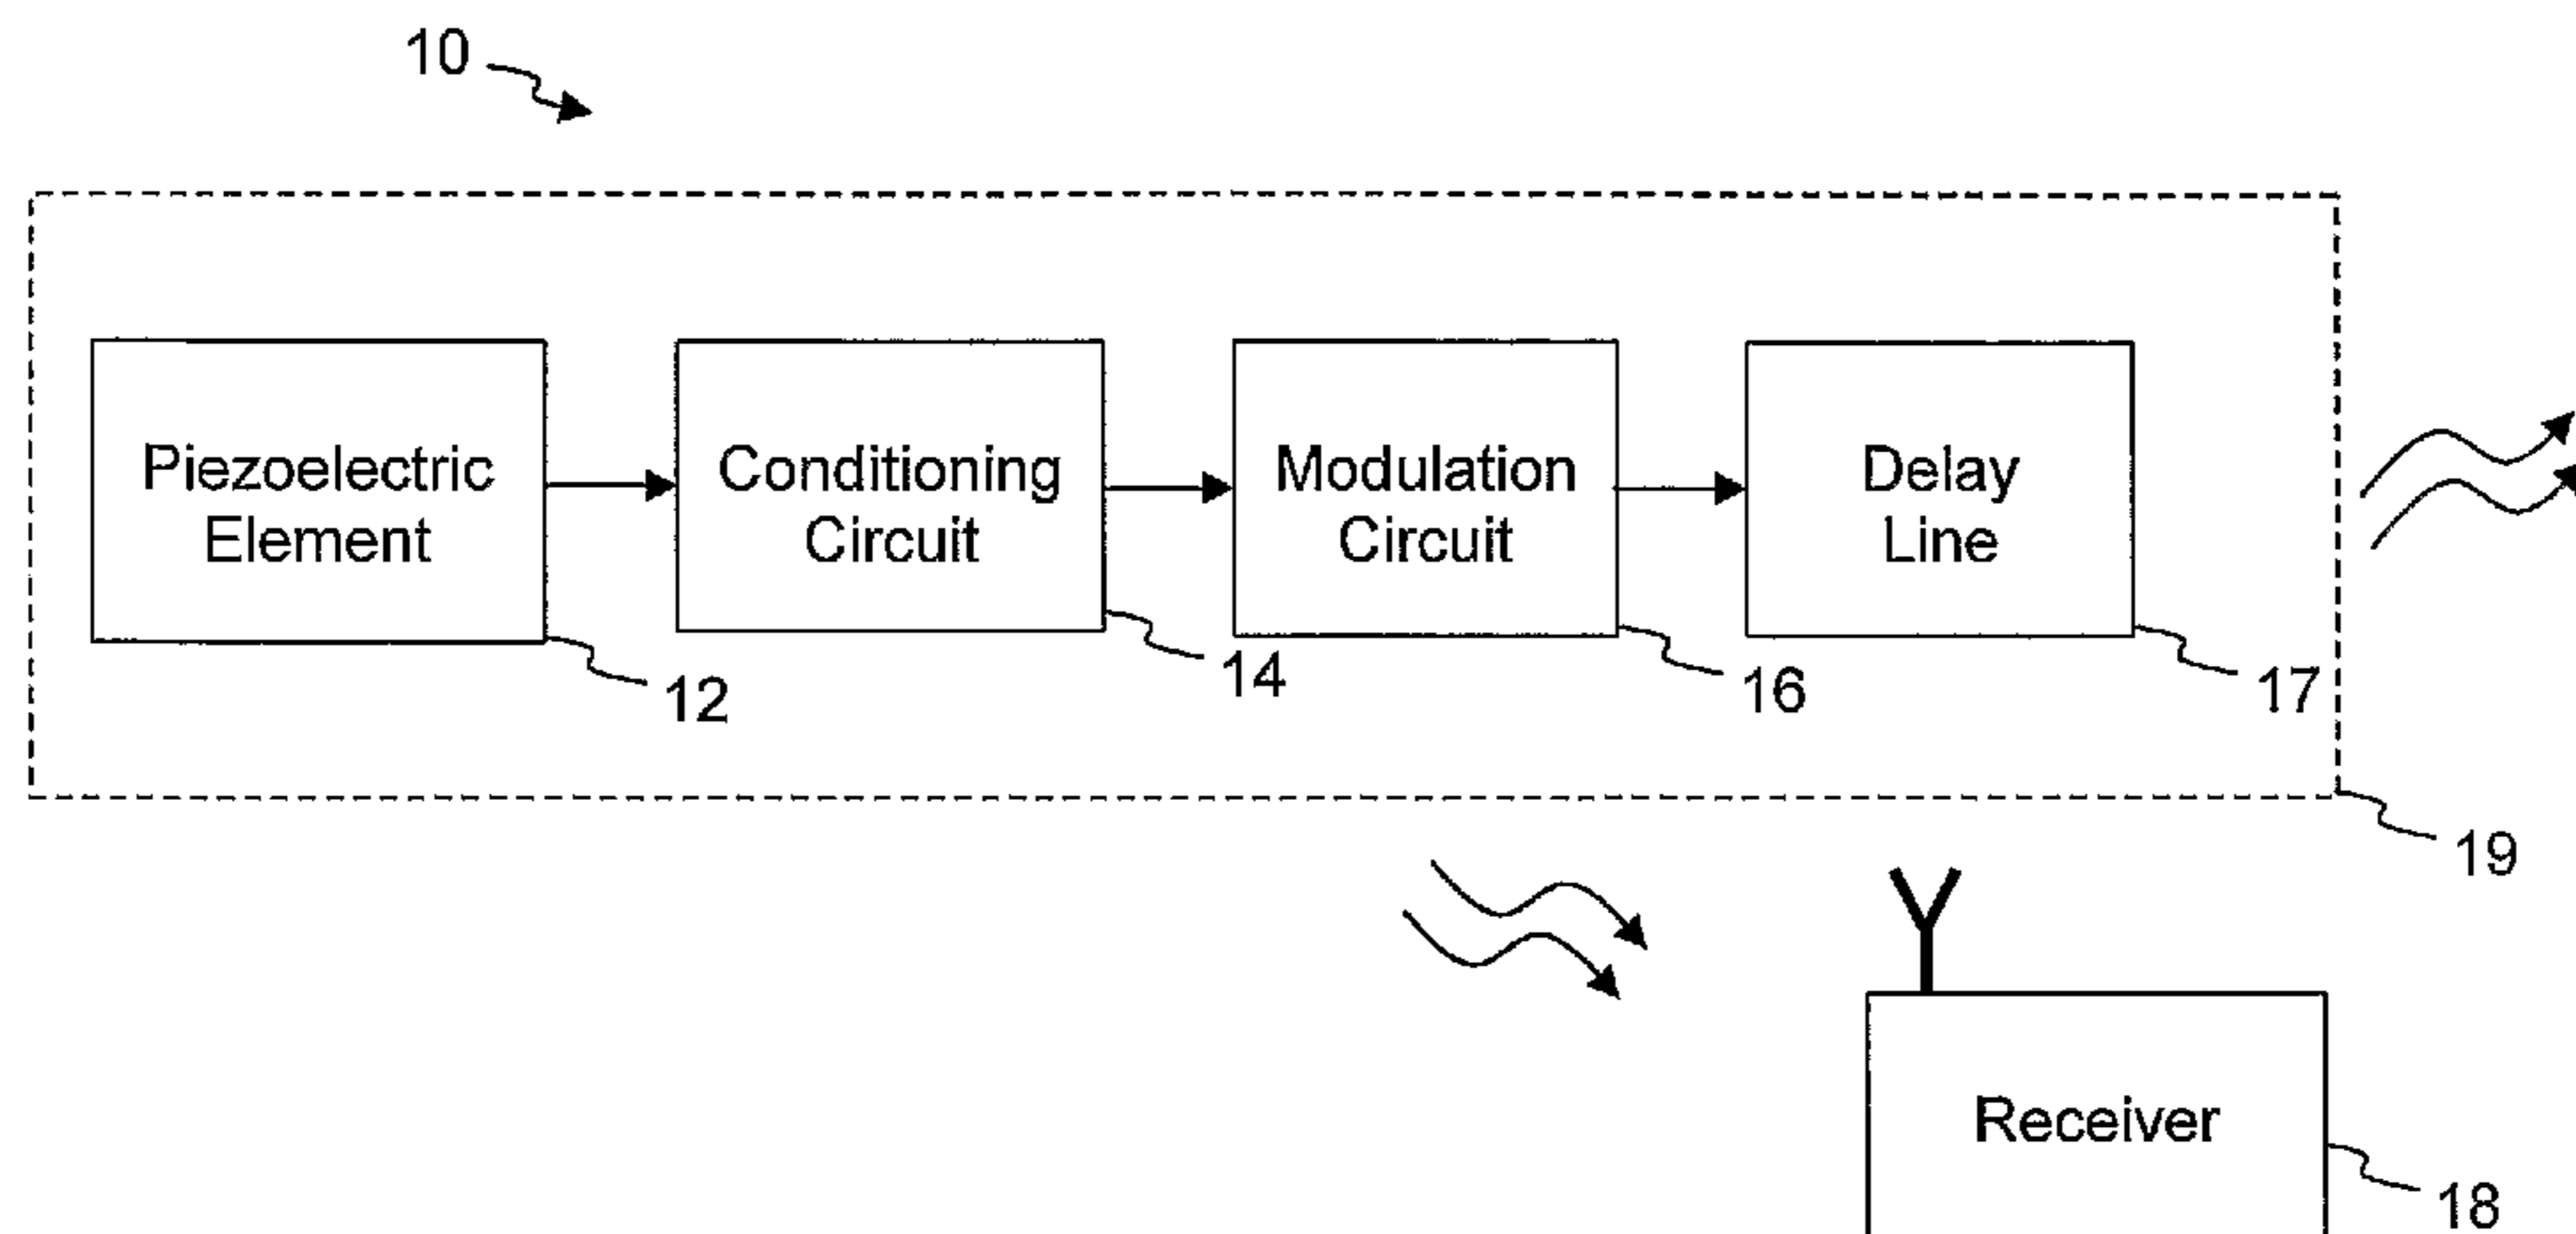 10
Piezoelectric
Element
Conditioning
Circuit
Modulation
Circuit
Delay
Line
12
14
16
17
19
Receiver
18